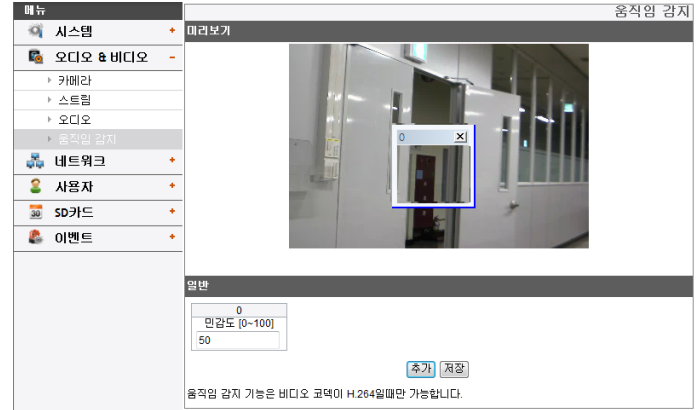 메뉴
움직임 감지
시스템 +
오디오 & 비디오 -
카메라
스트림
오디오
움직임 감지
네트워크 +
사용자 +
30 SD카드 +
이벤트 +
미리보기
0 X
일반
0
민감도 [0~100]
50
추가 저장
움직임 감지 기능은 비디오 코덱이 H.264일때만 가능합니다.